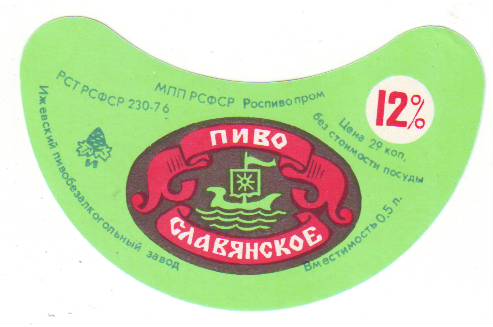 Ижевский пивобезалкогольный завод
РСТ РСФСР 230-76
МПП РСФСР Роспивопром
12%
Цена 29 коп.
без стоимости посуды
Вместимость 0,5 л.
ПИВО
СЛАВЯНСКОЕ